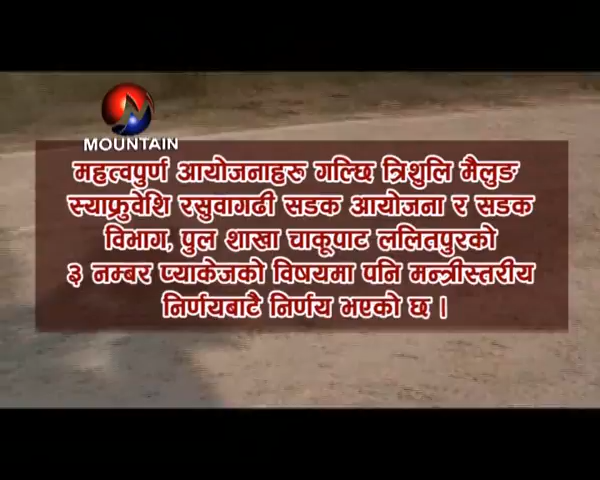 MOUNTAIN
महत्वपुर्ण आयोजनाहरू गल्छि त्रिशुलि मैलुङ
स्याफ्रुवेशि रसुवागढी सडक आयोजना र सडक
विभाग, पुल शाखा चाकूपाट ललितपुरको
३ नम्बर प्याकेजको विषयमा पनि मन्त्रीस्तरीय
निर्णयबाटै निर्णय भएको छ ।